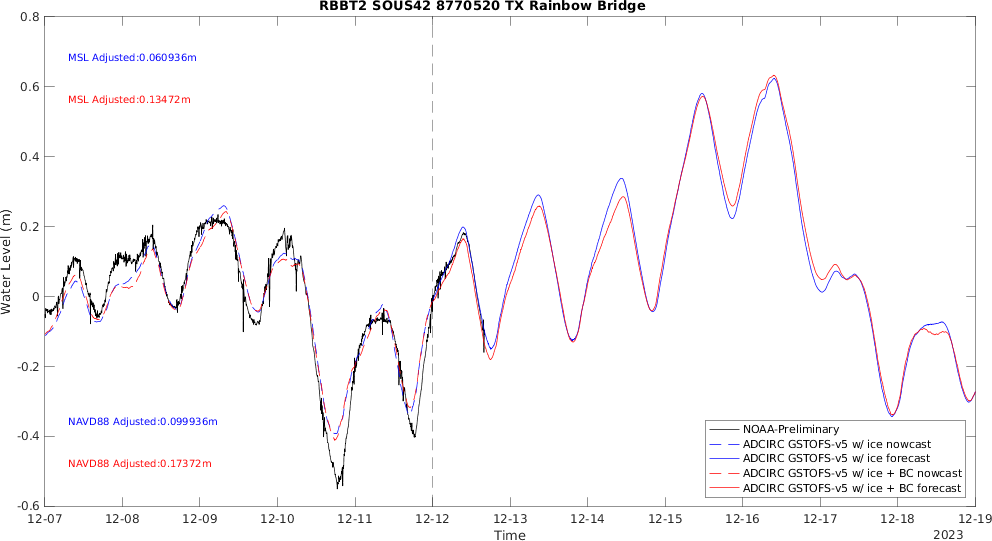 RBBT2 SOUS42 8770520 TX Rainbow Bridge
0.8
0.6
0.4
0.2
0
-0.2
-0.4
-0.6
Water Level (m)
MSL Adjusted:0.060936m
MSL Adjusted:0.13472m
NAVD88 Adjusted:0.099936m
NAVD88 Adjusted:0.17372m
NOAA-Preliminary
ADCIRC GSTOFS-v5 w/ ice nowcast
ADCIRC GSTOFS-v5 w/ ice forecast
ADCIRC GSTOFS-v5 w/ ice + BC nowcast
ADCIRC GSTOFS-v5 w/ ice + BC forecast
12-07 12-08 12-09 12-10 12-11 12-12 12-13 12-14 12-15 12-16 12-17 12-18 12-19
Time
2023